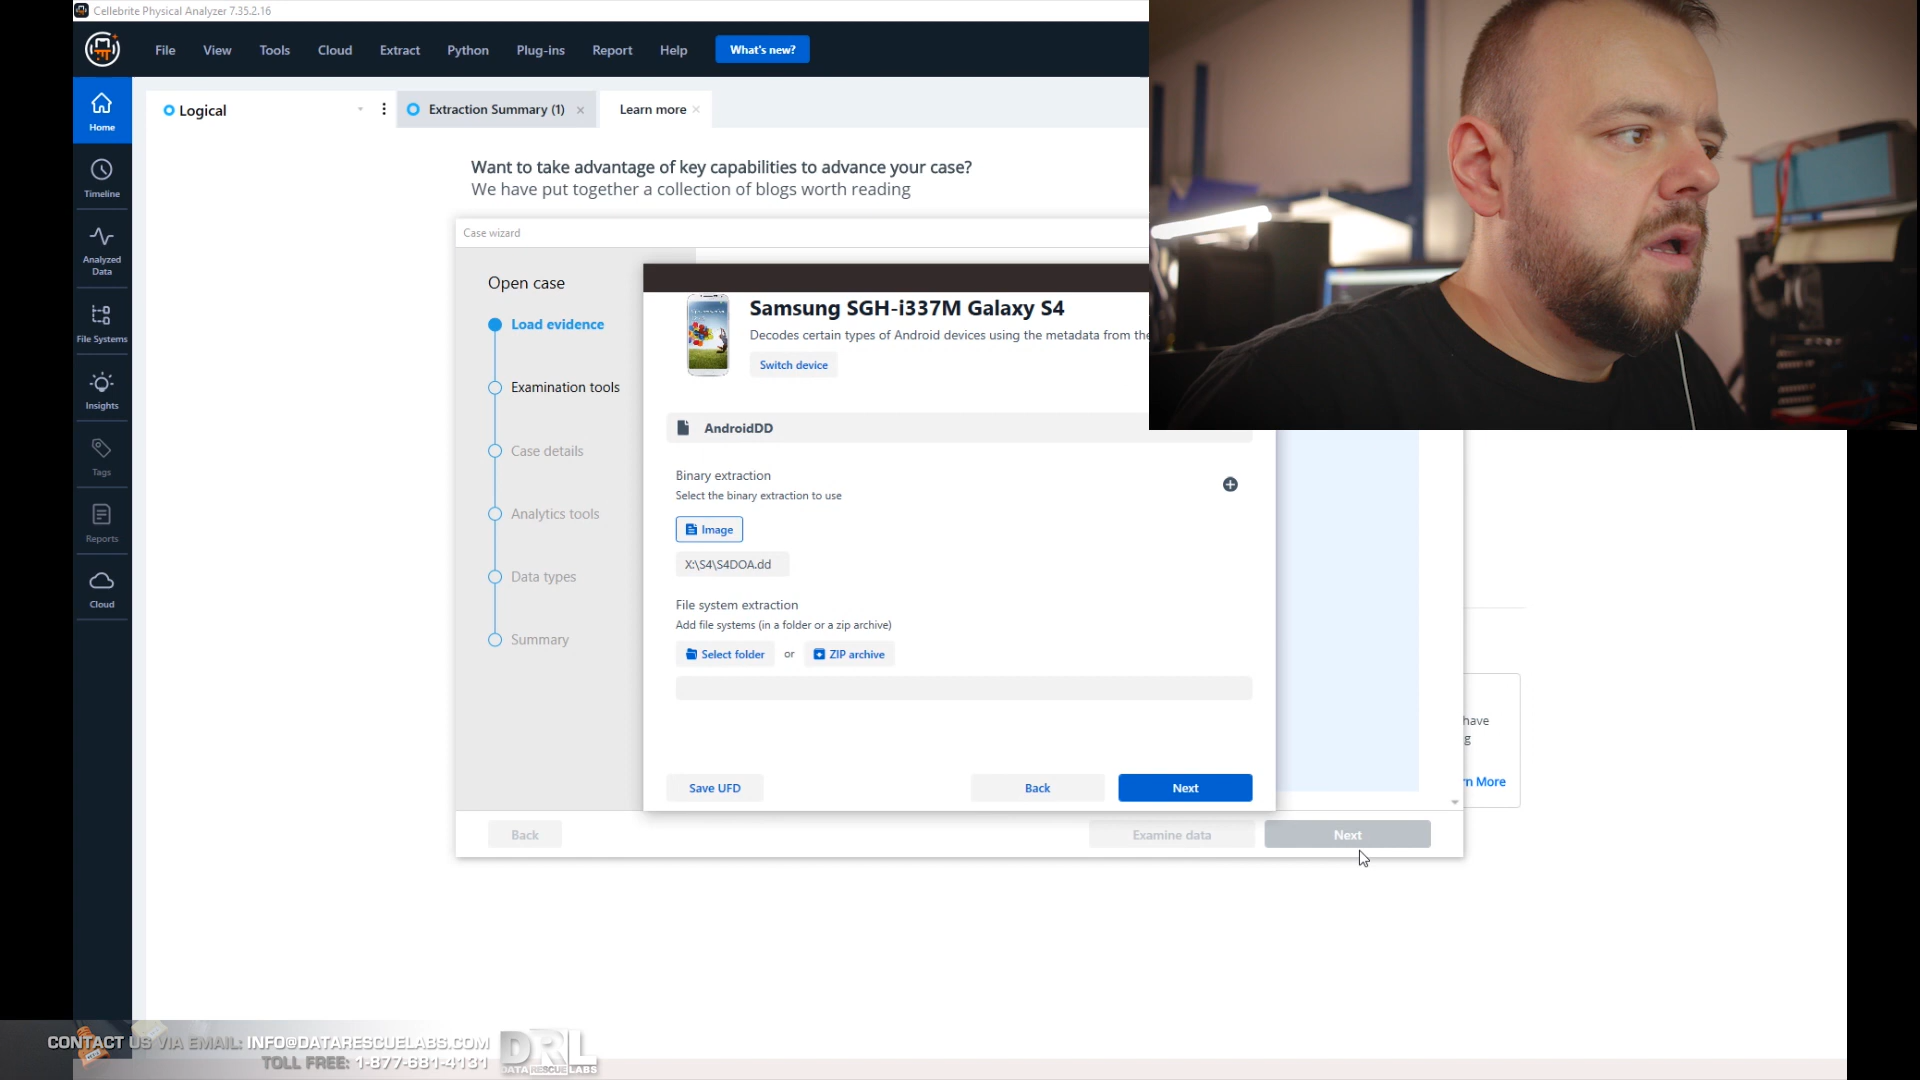 Cellebrite Physical Analyzer 7.35.2.16
File View Tools Cloud Extract Python Plug-ins Report Help What's new?
Home
Timeline
Analyzed
Data
File Systems
Insights
Tags
Reports
Cloud
Logical
Extraction Summary (1)
Learn more
Want to take advantage of key capabilities to advance your case?
We have put together a collection of blogs worth reading
Case wizard
Open case
Load evidence
Examination tools
Case details
Analytics tools
Data types
Summary
Samsung SGH-i337M Galaxy S4
Decodes certain types of Android devices using the metadata from the
Switch device
AndroidDD
Binary extraction
Select the binary extraction to use
Image
X:\S4\S4DOA.dd
File system extraction
Add file systems (in a folder or a zip archive)
Select folder or ZIP archive
Save UFD Back Next
have
g
rn More
Back Examine data Next
CONTACT US VIA EMAIL: INFO@DATARESCUELABS.COM
TOLL FREE: 1-877-681-4131
DRL
DATA RESCUE LABS